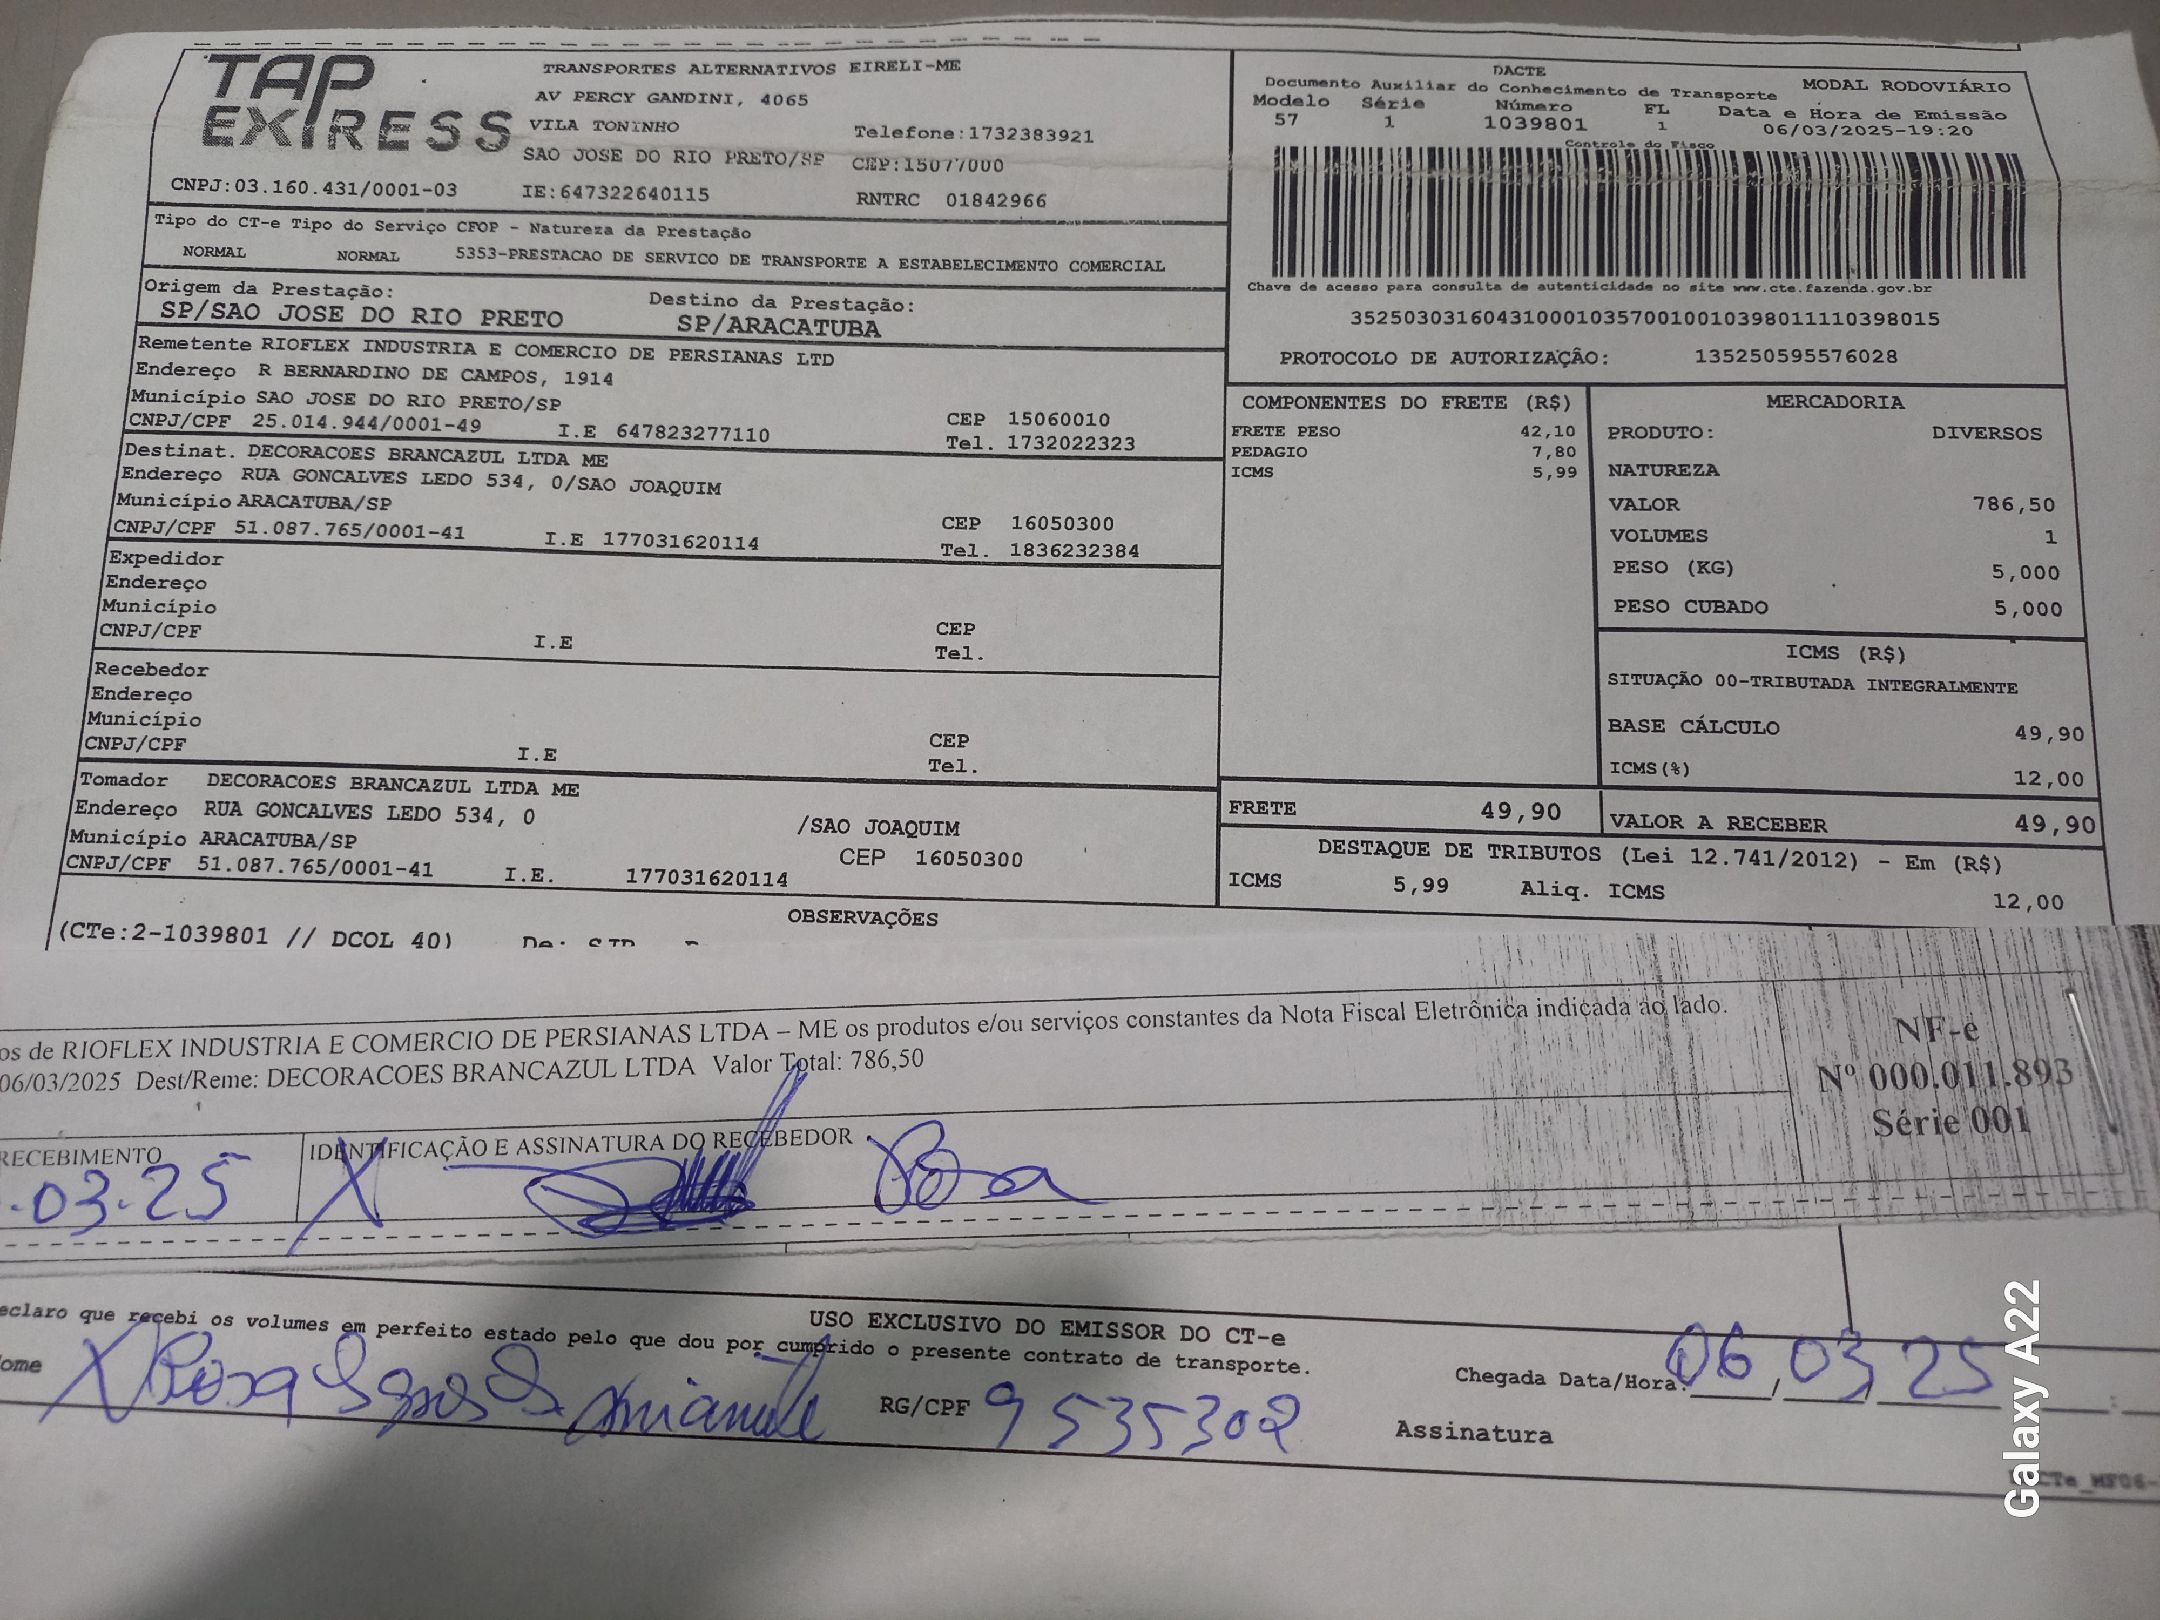 TAP EXPRESS
TRANSPORTES ALTERNATIVOS EIRELI-ME
AV PERCY GANDINI, 4065
VILA TONINHO
Telefone:1732383921
SAO JOSE DO RIO PRETO/SP CEP:15077000
CNPJ:03.160.431/0001-03 IE:647322640115 RNTRC 01842966
Tipo do CT-e Tipo do Serviço CFOP - Natureza da Prestação
NORMAL NORMAL 5353-PRESTACAO DE SERVICO DE TRANSPORTE A ESTABELECIMENTO COMERCIAL
Origem da Prestação: Destino da Prestação:
SP/SAO JOSE DO RIO PRETO SP/ARACATUBA
Remetente RIOFLEX INDUSTRIA E COMERCIO DE PERSIANAS LTD
Endereço R BERNARDINO DE CAMPOS, 1914
Município SAO JOSE DO RIO PRETO/SP CEP 15060010
CNPJ/CPF 25.014.944/0001-49 I.E 647823277110 Tel. 1732022323
Destinat. DECORACOES BRANCAZUL LTDA ME
Endereço RUA GONCALVES LEDO 534, 0/SAO JOAQUIM
Município ARACATUBA/SP CEP 16050300
CNPJ/CPF 51.087.765/0001-41 I.E 177031620114 Tel. 1836232384
Expedidor
Endereço
Município CEP
CNPJ/CPF I.E Tel.
Recebedor
Endereço
Município CEP
CNPJ/CPF I.E Tel.
Tomador DECORACOES BRANCAZUL LTDA ME
Endereço RUA GONCALVES LEDO 534, 0 /SAO JOAQUIM
Município ARACATUBA/SP CEP 16050300
CNPJ/CPF 51.087.765/0001-41 I.E. 177031620114
DACTE
Documento Auxiliar do Conhecimento de Transporte MODAL RODOVIÁRIO
Modelo Série Número FL Data e Hora de Emissão
57 1 1039801 1 06/03/2025-19:20
Controle do Fisco
Chave de acesso para consulta de autenticidade no site www.cte.fazenda.gov.br
35250303160431000103570010010398011110398015
PROTOCOLO DE AUTORIZAÇÃO: 135250595576028
COMPONENTES DO FRETE (R$)
FRETE PESO 42,10
PEDAGIO 7,80
ICMS 5,99
MERCADORIA
PRODUTO: DIVERSOS
NATUREZA
VALOR 786,50
VOLUMES 1
PESO (KG) 5,000
PESO CUBADO 5,000
ICMS (R$)
SITUAÇÃO 00-TRIBUTADA INTEGRALMENTE
BASE CÁLCULO 49,90
ICMS(%) 12,00
FRETE 49,90 VALOR A RECEBER 49,90
DESTAQUE DE TRIBUTOS (Lei 12.741/2012) - Em (R$)
ICMS 5,99 Aliq. ICMS 12,00
OBSERVAÇÕES
(CTe:2-1039801 // DCOL 40) De:
os de RIOFLEX INDUSTRIA E COMERCIO DE PERSIANAS LTDA – ME os produtos e/ou serviços constantes da Nota Fiscal Eletrônica indicada ao lado.
06/03/2025 Dest/Reme: DECORACOES BRANCAZUL LTDA Valor Total: 786,50
NF-e
Nº 000.011.893
Série 001
RECEBIMENTO IDENTIFICAÇÃO E ASSINATURA DO RECEBEDOR
.03.25 X Rosa
USO EXCLUSIVO DO EMISSOR DO CT-e
eclaro que recebi os volumes em perfeito estado pelo que dou por cumprido o presente contrato de transporte.
ome X Rosa RG/CPF 9535302
Chegada Data/Hora: 06, 03, 25 :
Assinatura
CTe_MF06-
Galaxy A22